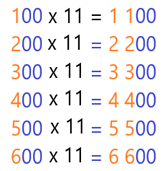 100 x 11 = 1 100
200 x 11 = 2 200
300 x 11 = 3 300
400 x 11 = 4 400
500 x 11 = 5 500
600 x 11 = 6 600